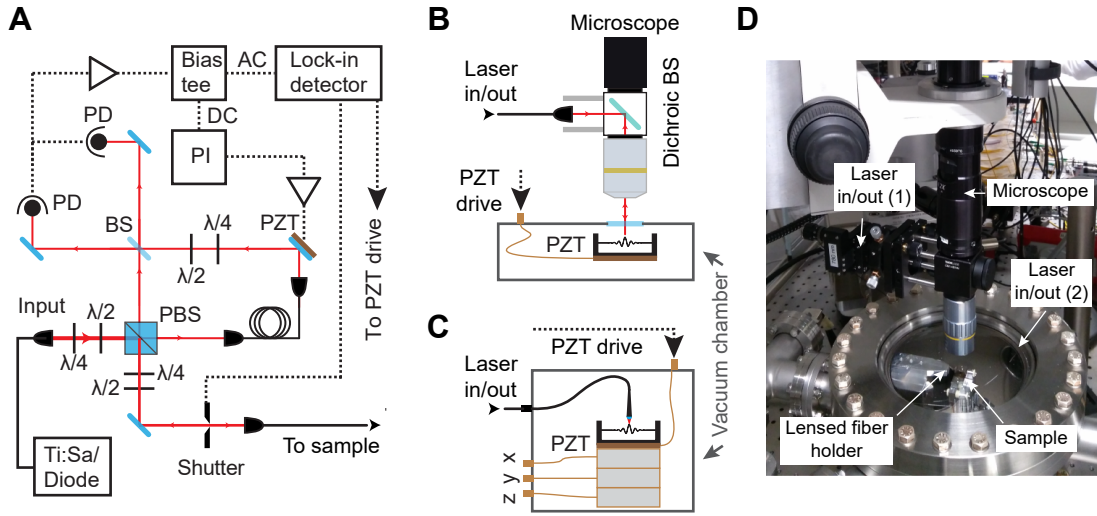 A
Bias
tee
AC
Lock-in
detector
DC
PD
PI
PD
BS
PZT
λ/4
λ/2
To PZT drive
Input
λ/2
PBS
λ/4
λ/4
λ/2
To sample
Shutter
Ti:Sa/
Diode
B
Microscope
Laser
in/out
Dichroic BS
PZT
drive
PZT
Vacuum chamber
C
PZT drive
Laser
in/out
PZT
x
y
z
D
Laser
in/out (1)
Microscope
Laser
in/out (2)
Lensed fiber
holder
Sample